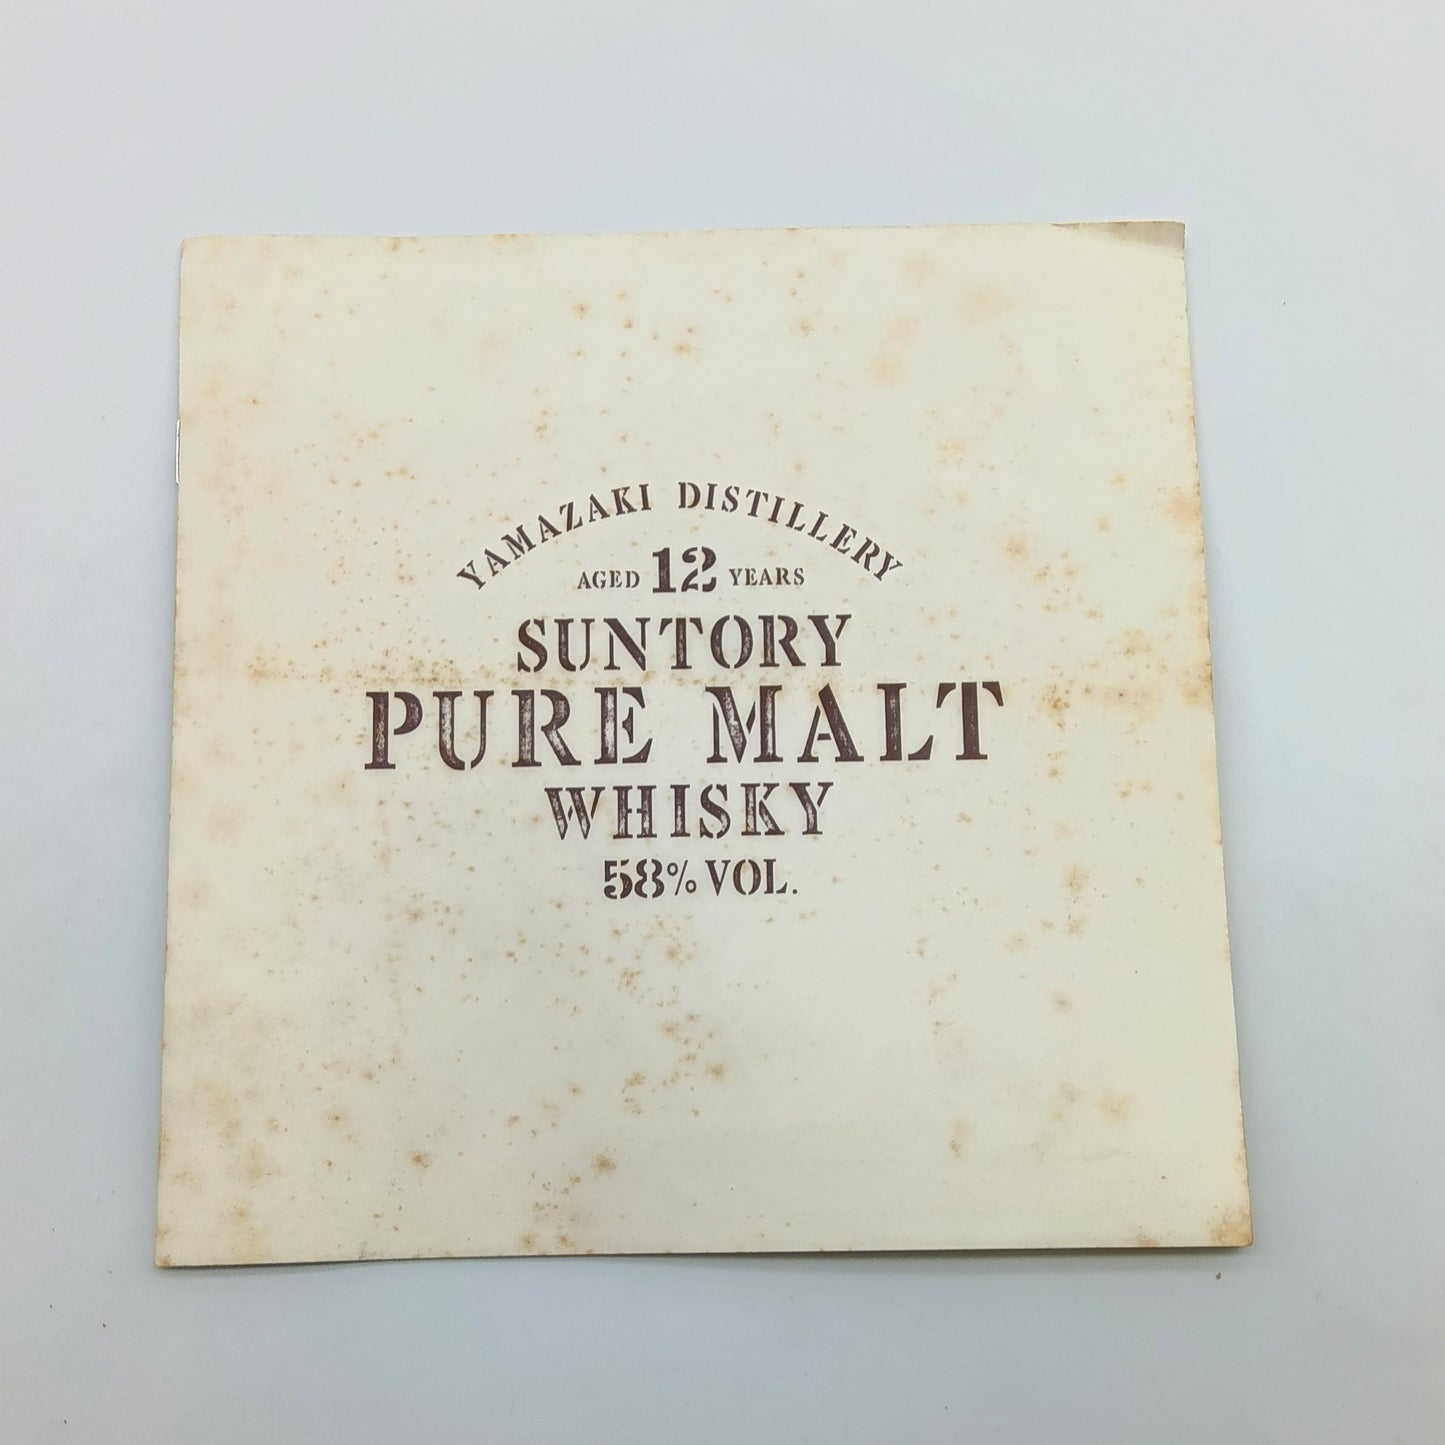 YAMAZAKI DISTILLERY
AGED 12 YEARS
SUNTORY
PURE MALT
WHISKY
58% VOL.